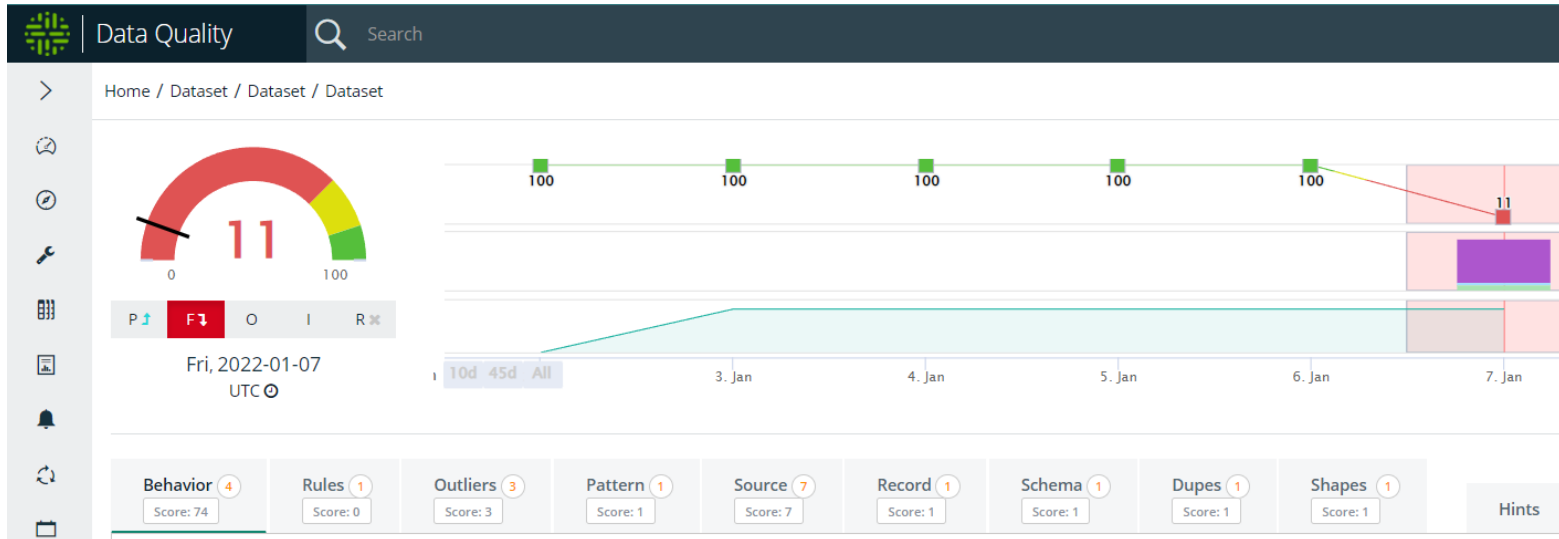 Data Quality
Search
Home / Dataset / Dataset / Dataset
100
100
100
100
100
11
11
0
100
P
F
O
I
R
Fri, 2022-01-07
UTC
10d 45d All
3. Jan
4. Jan
5. Jan
6. Jan
7. Jan
Behavior 4
Score: 74
Rules 1
Score: 0
Outliers 3
Score: 3
Pattern 1
Score: 1
Source 7
Score: 7
Record 1
Score: 1
Schema 1
Score: 1
Dupes 1
Score: 1
Shapes 1
Score: 1
Hints